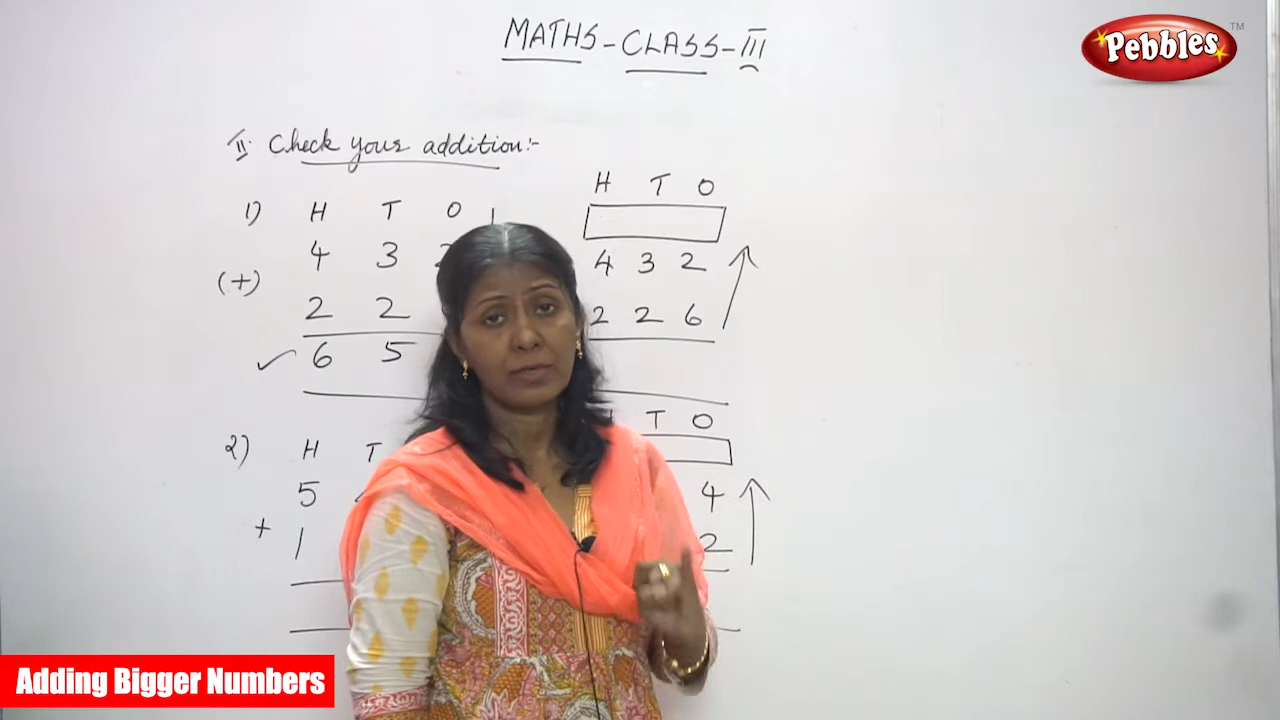 MATHS - CLASS - III
Pebbles TM
II. Check your addition:-
H T O
1) H T O
4 3
4 3 2
(+)
2 2
2 2 6
✓ 6 5
T O
2) H T
5
4
+ 1
2
Adding Bigger Numbers